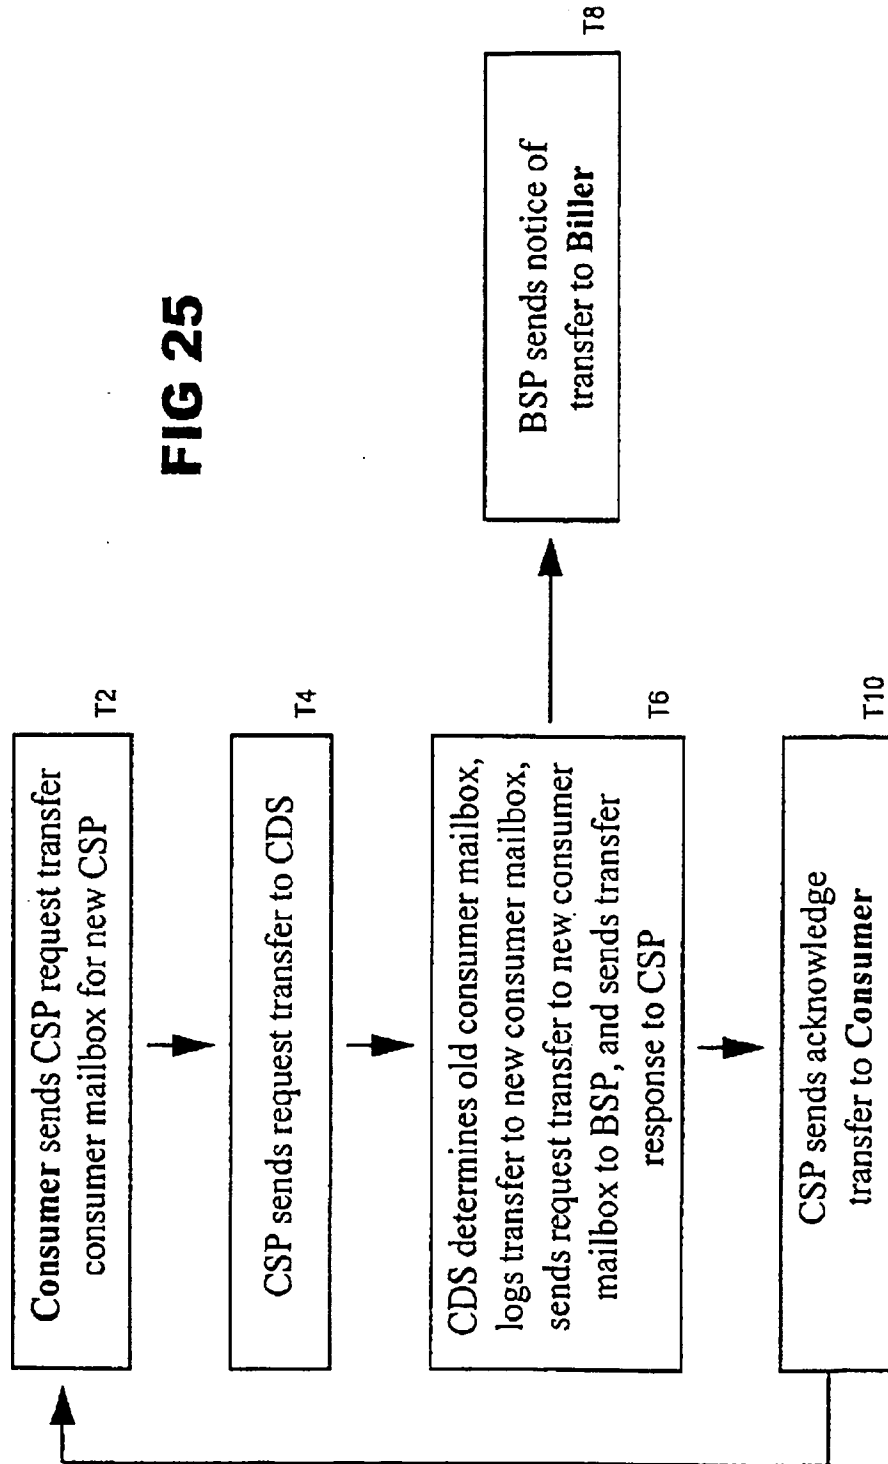 FIG 25
Consumer sends CSP request transfer
consumer mailbox for new CSP
T2
CSP sends request transfer to CDS
T4
CDS determines old consumer mailbox,
logs transfer to new consumer mailbox,
sends request transfer to new consumer
mailbox to BSP, and sends transfer
response to CSP
T6
BSP sends notice of
transfer to Biller
T8
CSP sends acknowledge
transfer to Consumer
T10